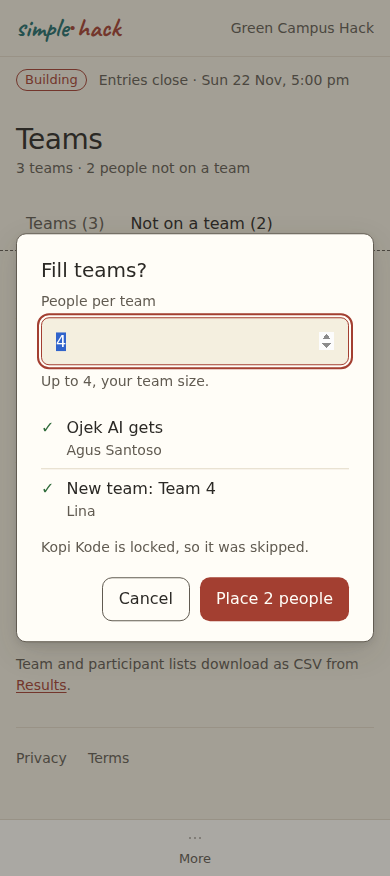 simple hack
Green Campus Hack
Building
Entries close · Sun 22 Nov, 5:00 pm
Teams
3 teams · 2 people not on a team
Teams (3)
Not on a team (2)
Fill teams?
People per team
4
Up to 4, your team size.
✓ Ojek AI gets
Agus Santoso
✓ New team: Team 4
Lina
Kopi Kode is locked, so it was skipped.
Cancel
Place 2 people
Team and participant lists download as CSV from
Results.
Privacy
Terms
...
More